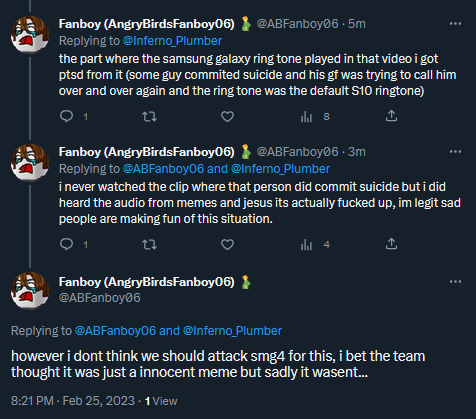 Fanboy (AngryBirdsFanboy06) @ABFanboy06 · 5m
Replying to @Inferno_Plumber
the part where the samsung galaxy ring tone played in that video i got
ptsd from it (some guy commited suicide and his gf was trying to call him
over and over again and the ring tone was the default S10 ringtone)
1 8
Fanboy (AngryBirdsFanboy06) @ABFanboy06 · 3m
Replying to @ABFanboy06 and @Inferno_Plumber
i never watched the clip where that person did commit suicide but i did
heard the audio from memes and jesus its actually fucked up, im legit sad
people are making fun of this situation.
1 4
Fanboy (AngryBirdsFanboy06)
@ABFanboy06
Replying to @ABFanboy06 and @Inferno_Plumber
however i dont think we should attack smg4 for this, i bet the team
thought it was just a innocent meme but sadly it wasent...
8:21 PM · Feb 25, 2023 · 1 View